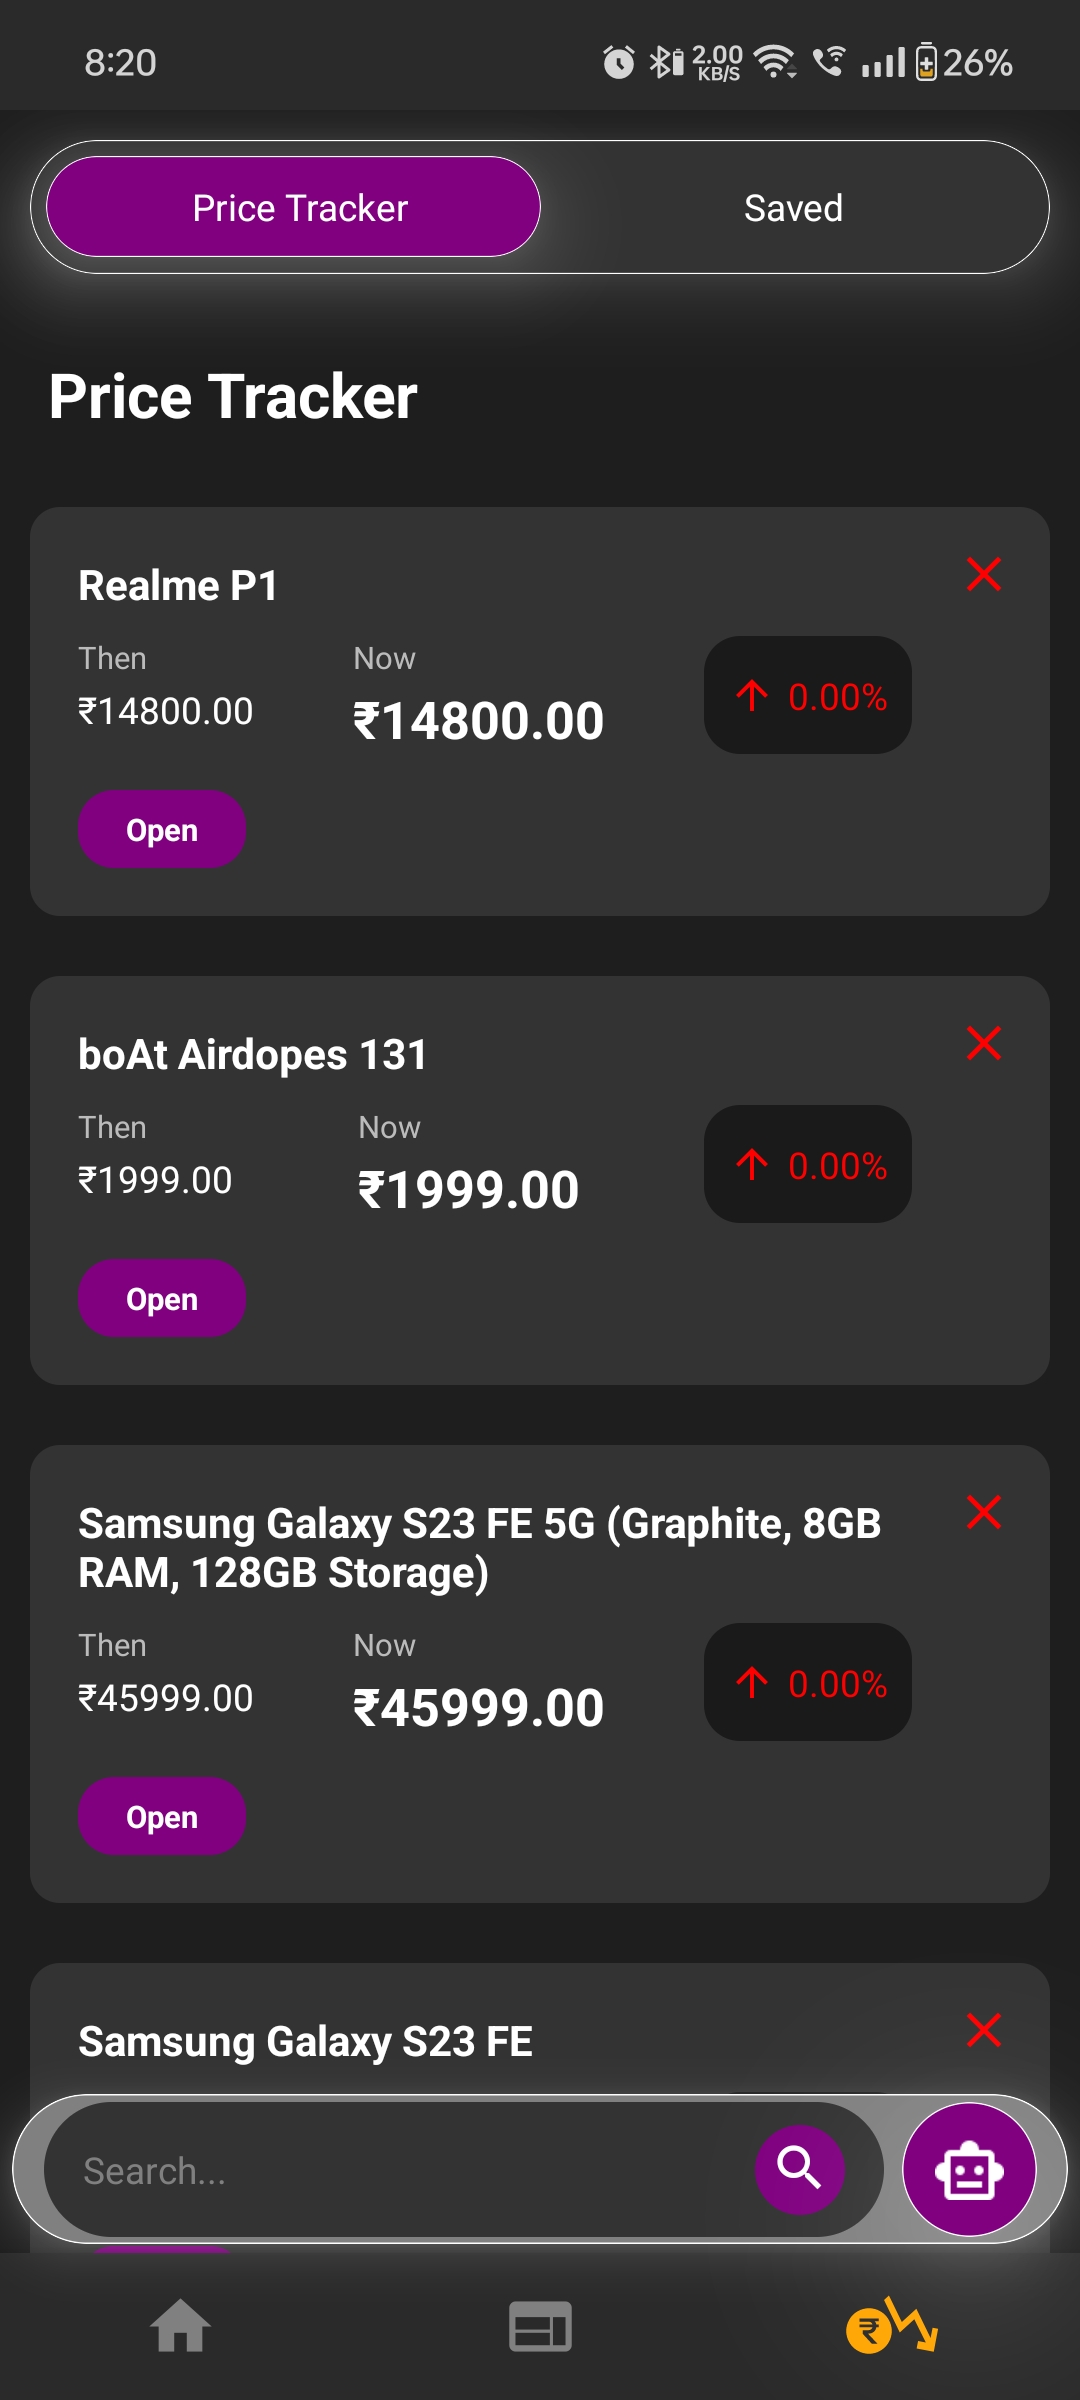 8:20
2.00
KB/S
26%
Price Tracker
Saved
Price Tracker
Realme P1
Then
Now
₹14800.00
₹14800.00
0.00%
Open
boAt Airdopes 131
Then
Now
₹1999.00
₹1999.00
0.00%
Open
Samsung Galaxy S23 FE 5G (Graphite, 8GB
RAM, 128GB Storage)
Then
Now
₹45999.00
₹45999.00
0.00%
Open
Samsung Galaxy S23 FE
Search...
₹